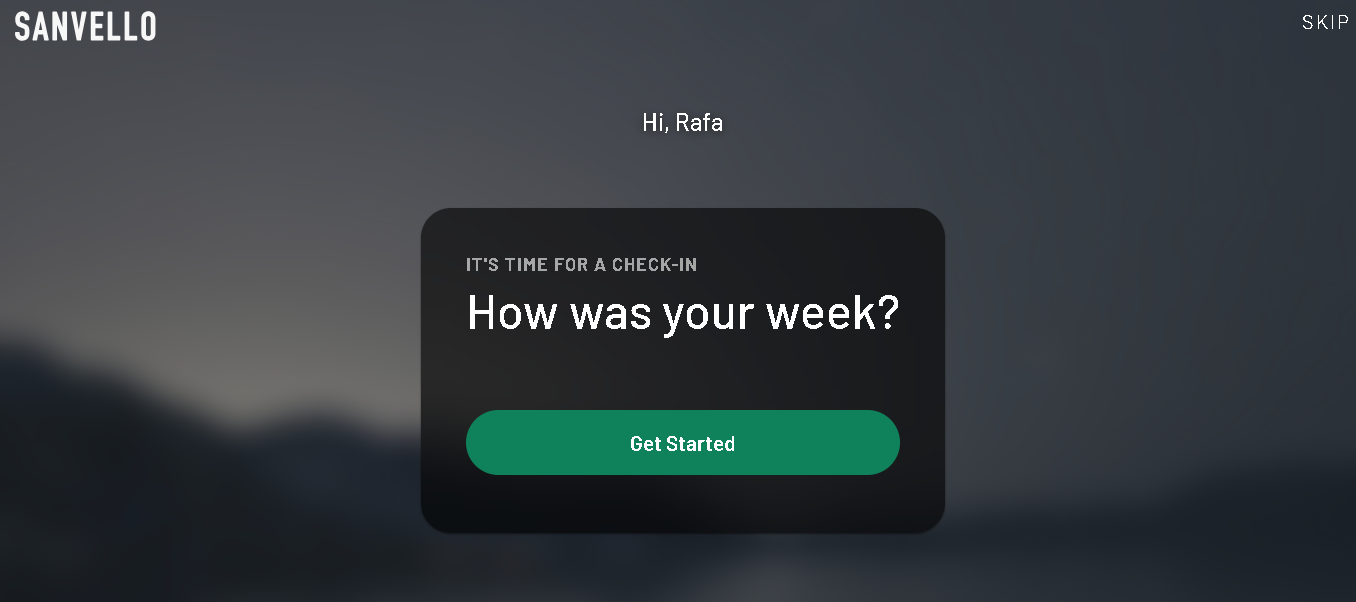 SANVELLO
SKIP
Hi, Rafa
IT'S TIME FOR A CHECK-IN
How was your week?
Get Started